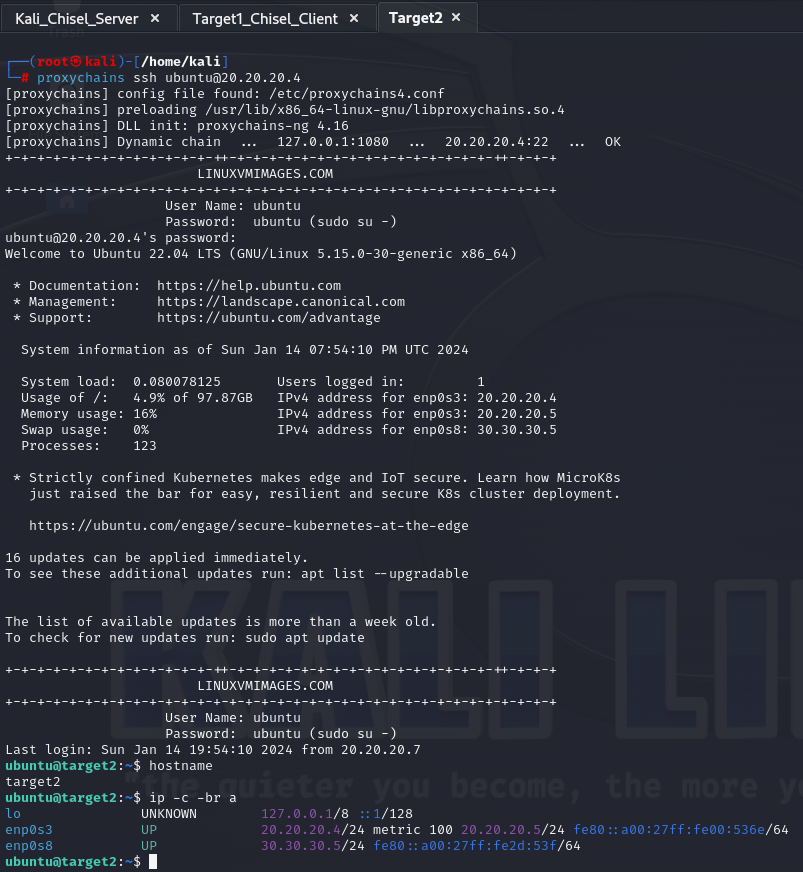 Kali_Chisel_Server × Target1_Chisel_Client × Target2 ×
Trash
┌──(root㉿kali)-[/home/kali]
└─# proxychains ssh ubuntu@20.20.20.4
[proxychains] config file found: /etc/proxychains4.conf
[proxychains] preloading /usr/lib/x86_64-linux-gnu/libproxychains.so.4
[proxychains] DLL init: proxychains-ng 4.16
[proxychains] Dynamic chain  ...  127.0.0.1:1080  ...  20.20.20.4:22  ...  OK
+-+-+-+-+-+-+-+-+-+-+-+-+-++-+-+-+-+-+-+-+-+-+-+-+-+-+-+-+-+-++-+-+-+
LINUXVMIMAGES.COM
+-+-+-+-+-+-+-+-+-+-+-+-+-+-+-+-+-+-+-+-+-+-+-+-+-+-+-+-+-+-+-+-+-+-+
User Name: ubuntu
Password:  ubuntu (sudo su -)
ubuntu@20.20.20.4's password:
Welcome to Ubuntu 22.04 LTS (GNU/Linux 5.15.0-30-generic x86_64)
* Documentation:  https://help.ubuntu.com
* Management:     https://landscape.canonical.com
* Support:        https://ubuntu.com/advantage
System information as of Sun Jan 14 07:54:10 PM UTC 2024
System load:  0.080078125       Users logged in:         1
Usage of /:   4.9% of 97.87GB   IPv4 address for enp0s3: 20.20.20.4
Memory usage: 16%               IPv4 address for enp0s3: 20.20.20.5
Swap usage:   0%                IPv4 address for enp0s8: 30.30.30.5
Processes:    123
* Strictly confined Kubernetes makes edge and IoT secure. Learn how MicroK8s
just raised the bar for easy, resilient and secure K8s cluster deployment.
https://ubuntu.com/engage/secure-kubernetes-at-the-edge
16 updates can be applied immediately.
To see these additional updates run: apt list --upgradable
The list of available updates is more than a week old.
To check for new updates run: sudo apt update
+-+-+-+-+-+-+-+-+-+-+-+-+-++-+-+-+-+-+-+-+-+-+-+-+-+-+-+-+-+-++-+-+-+
LINUXVMIMAGES.COM
+-+-+-+-+-+-+-+-+-+-+-+-+-+-+-+-+-+-+-+-+-+-+-+-+-+-+-+-+-+-+-+-+-+-+
User Name: ubuntu
Password:  ubuntu (sudo su -)
Last login: Sun Jan 14 19:54:10 2024 from 20.20.20.7
ubuntu@target2:~$ hostname
target2
ubuntu@target2:~$ ip -c -br a
lo               UNKNOWN        127.0.0.1/8 ::1/128
enp0s3           UP             20.20.20.4/24 metric 100 20.20.20.5/24 fe80::a00:27ff:fe00:536e/64
enp0s8           UP             30.30.30.5/24 fe80::a00:27ff:fe2d:53f/64
ubuntu@target2:~$
KALI LI
"the quieter you become, the more y